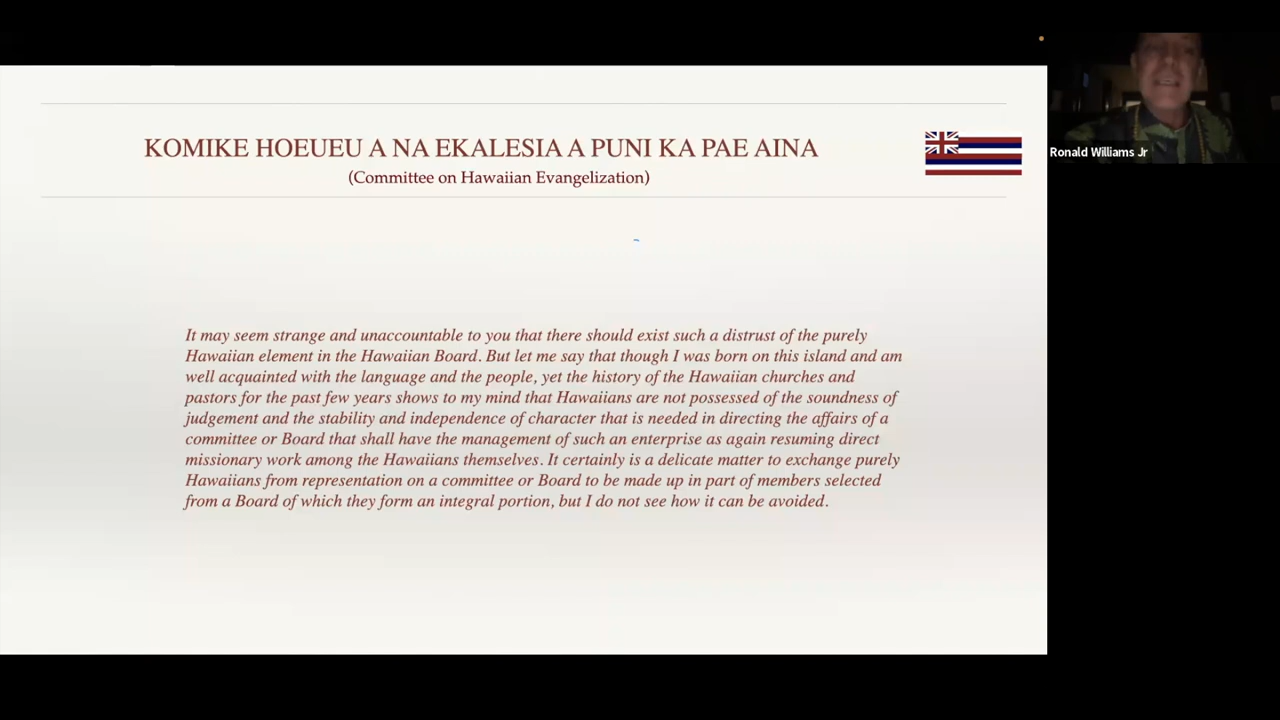 KOMIKE HOEUEU A NA EKALESIA A PUNI KA PAE AINA
(Committee on Hawaiian Evangelization)
It may seem strange and unaccountable to you that there should exist such a distrust of the purely
Hawaiian element in the Hawaiian Board. But let me say that though I was born on this island and am
well acquainted with the language and the people, yet the history of the Hawaiian churches and
pastors for the past few years shows to my mind that Hawaiians are not possessed of the soundness of
judgement and the stability and independence of character that is needed in directing the affairs of a
committee or Board that shall have the management of such an enterprise as again resuming direct
missionary work among the Hawaiians themselves. It certainly is a delicate matter to exchange purely
Hawaiians from representation on a committee or Board to be made up in part of members selected
from a Board of which they form an integral portion, but I do not see how it can be avoided.
Ronald Williams Jr